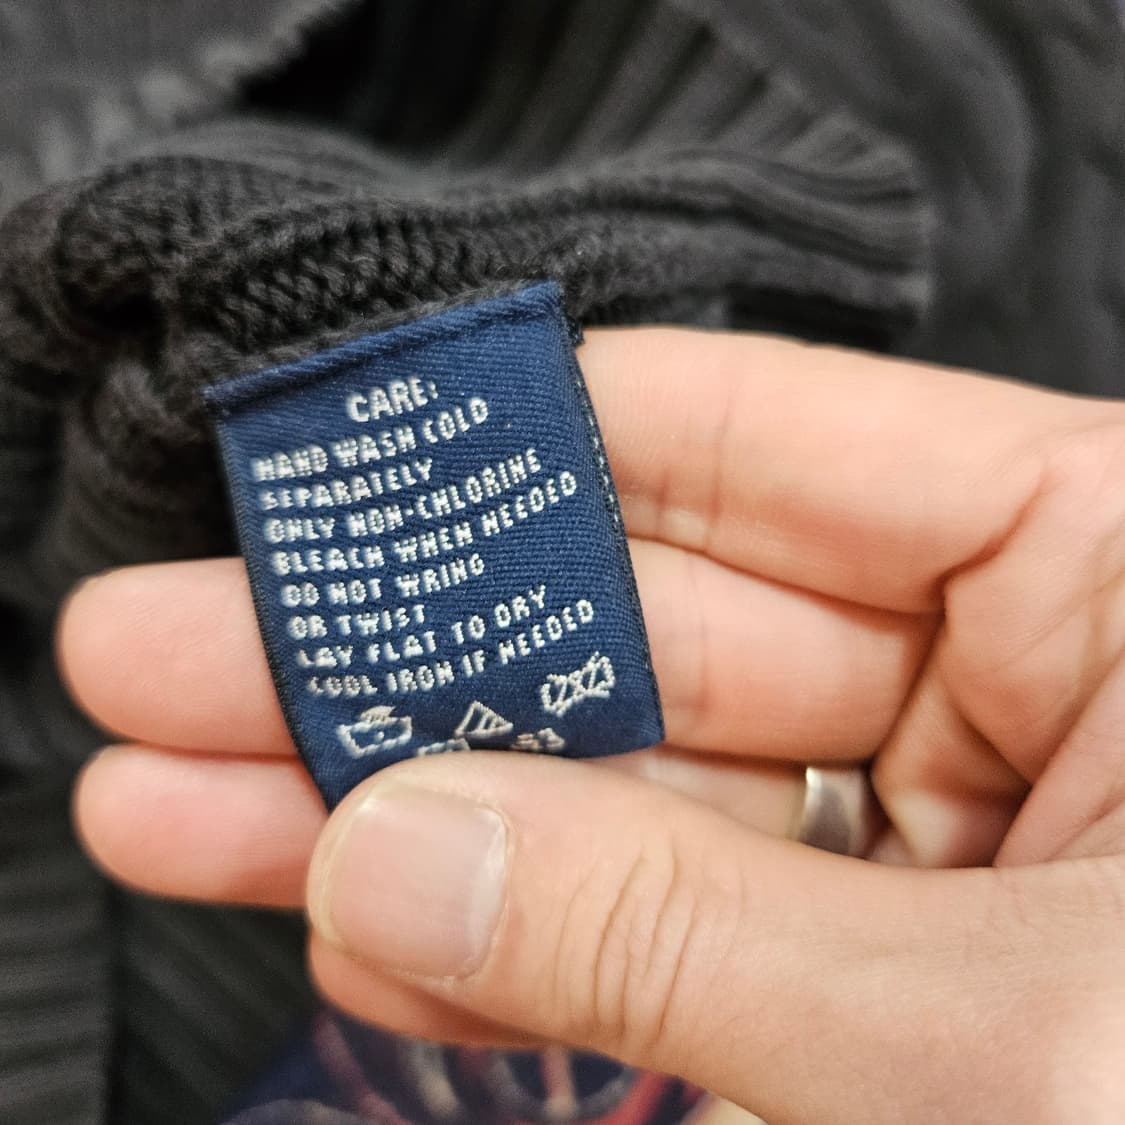 CARE:
HAND WASH COLD
SEPARATELY
ONLY NON-CHLORINE
BLEACH WHEN NEEDED
DO NOT WRING
OR TWIST
LAY FLAT TO DRY
COOL IRON IF NEEDED